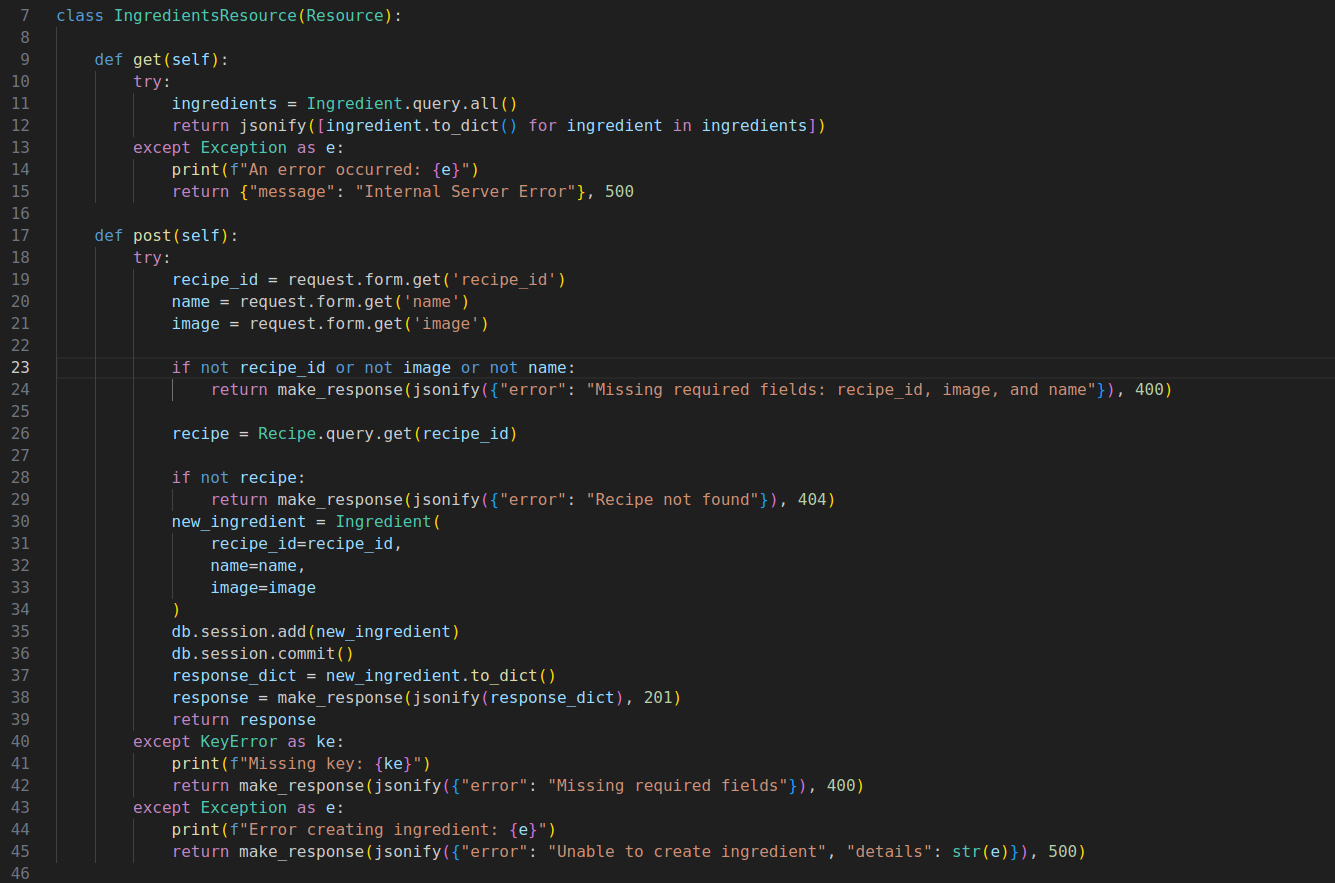 7 class IngredientsResource(Resource):
8
9     def get(self):
10         try:
11             ingredients = Ingredient.query.all()
12             return jsonify([ingredient.to_dict() for ingredient in ingredients])
13         except Exception as e:
14             print(f"An error occurred: {e}")
15             return {"message": "Internal Server Error"}, 500
16
17     def post(self):
18         try:
19             recipe_id = request.form.get('recipe_id')
20             name = request.form.get('name')
21             image = request.form.get('image')
22
23             if not recipe_id or not image or not name:
24                 return make_response(jsonify({"error": "Missing required fields: recipe_id, image, and name"}), 400)
25
26             recipe = Recipe.query.get(recipe_id)
27
28             if not recipe:
29                 return make_response(jsonify({"error": "Recipe not found"}), 404)
30             new_ingredient = Ingredient(
31                 recipe_id=recipe_id,
32                 name=name,
33                 image=image
34             )
35             db.session.add(new_ingredient)
36             db.session.commit()
37             response_dict = new_ingredient.to_dict()
38             response = make_response(jsonify(response_dict), 201)
39             return response
40         except KeyError as ke:
41             print(f"Missing key: {ke}")
42             return make_response(jsonify({"error": "Missing required fields"}), 400)
43         except Exception as e:
44             print(f"Error creating ingredient: {e}")
45             return make_response(jsonify({"error": "Unable to create ingredient", "details": str(e)}), 500)
46